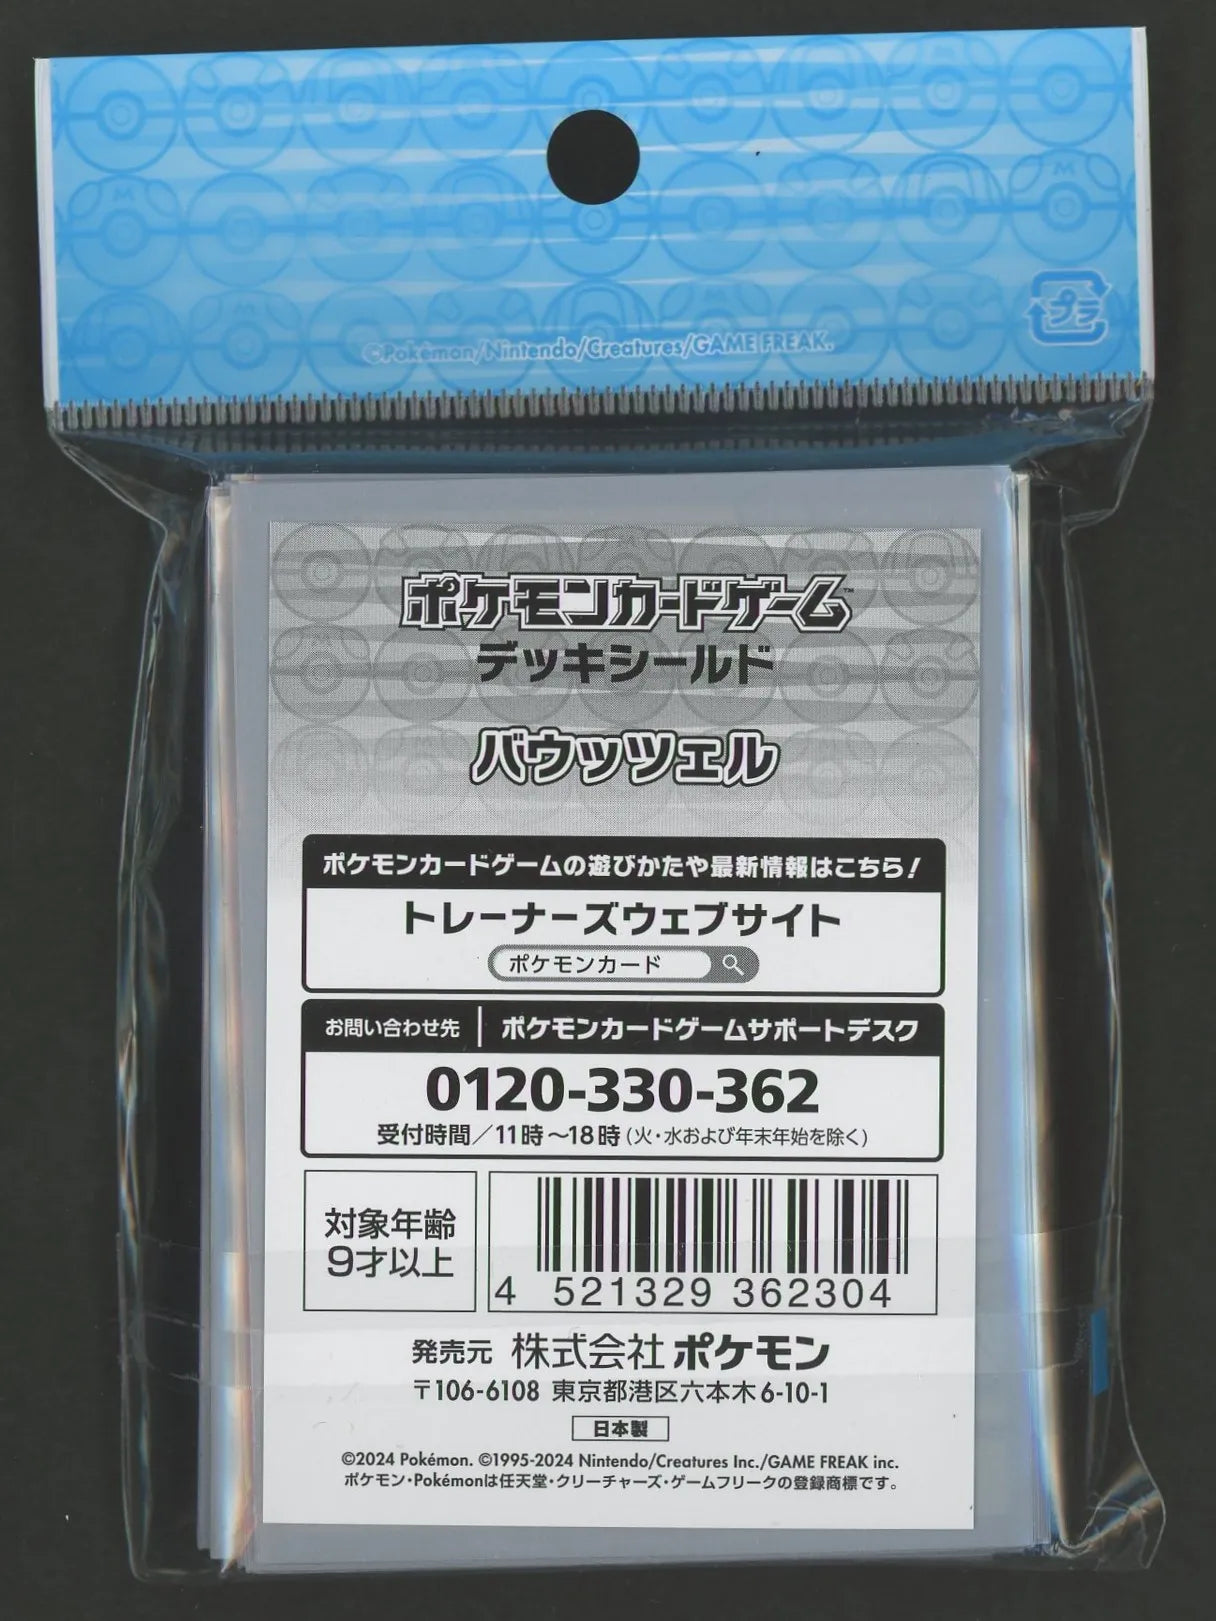 ©Pokémon/Nintendo/Creatures/GAME FREAK.
プラ
ポケモンカードゲーム™
デッキシールド
バウッツェル
ポケモンカードゲームの遊びかたや最新情報はこちら!
トレーナーズウェブサイト
ポケモンカード
お問い合わせ先 ポケモンカードゲームサポートデスク
0120-330-362
受付時間/11時~18時(火・水および年末年始を除く)
対象年齢
9才以上
4 521329 362304
発売元 株式会社ポケモン
〒106-6108 東京都港区六本木6-10-1
日本製
©2024 Pokémon. ©1995-2024 Nintendo/Creatures Inc./GAME FREAK inc.
ポケモン・Pokémonは任天堂・クリーチャーズ・ゲームフリークの登録商標です。